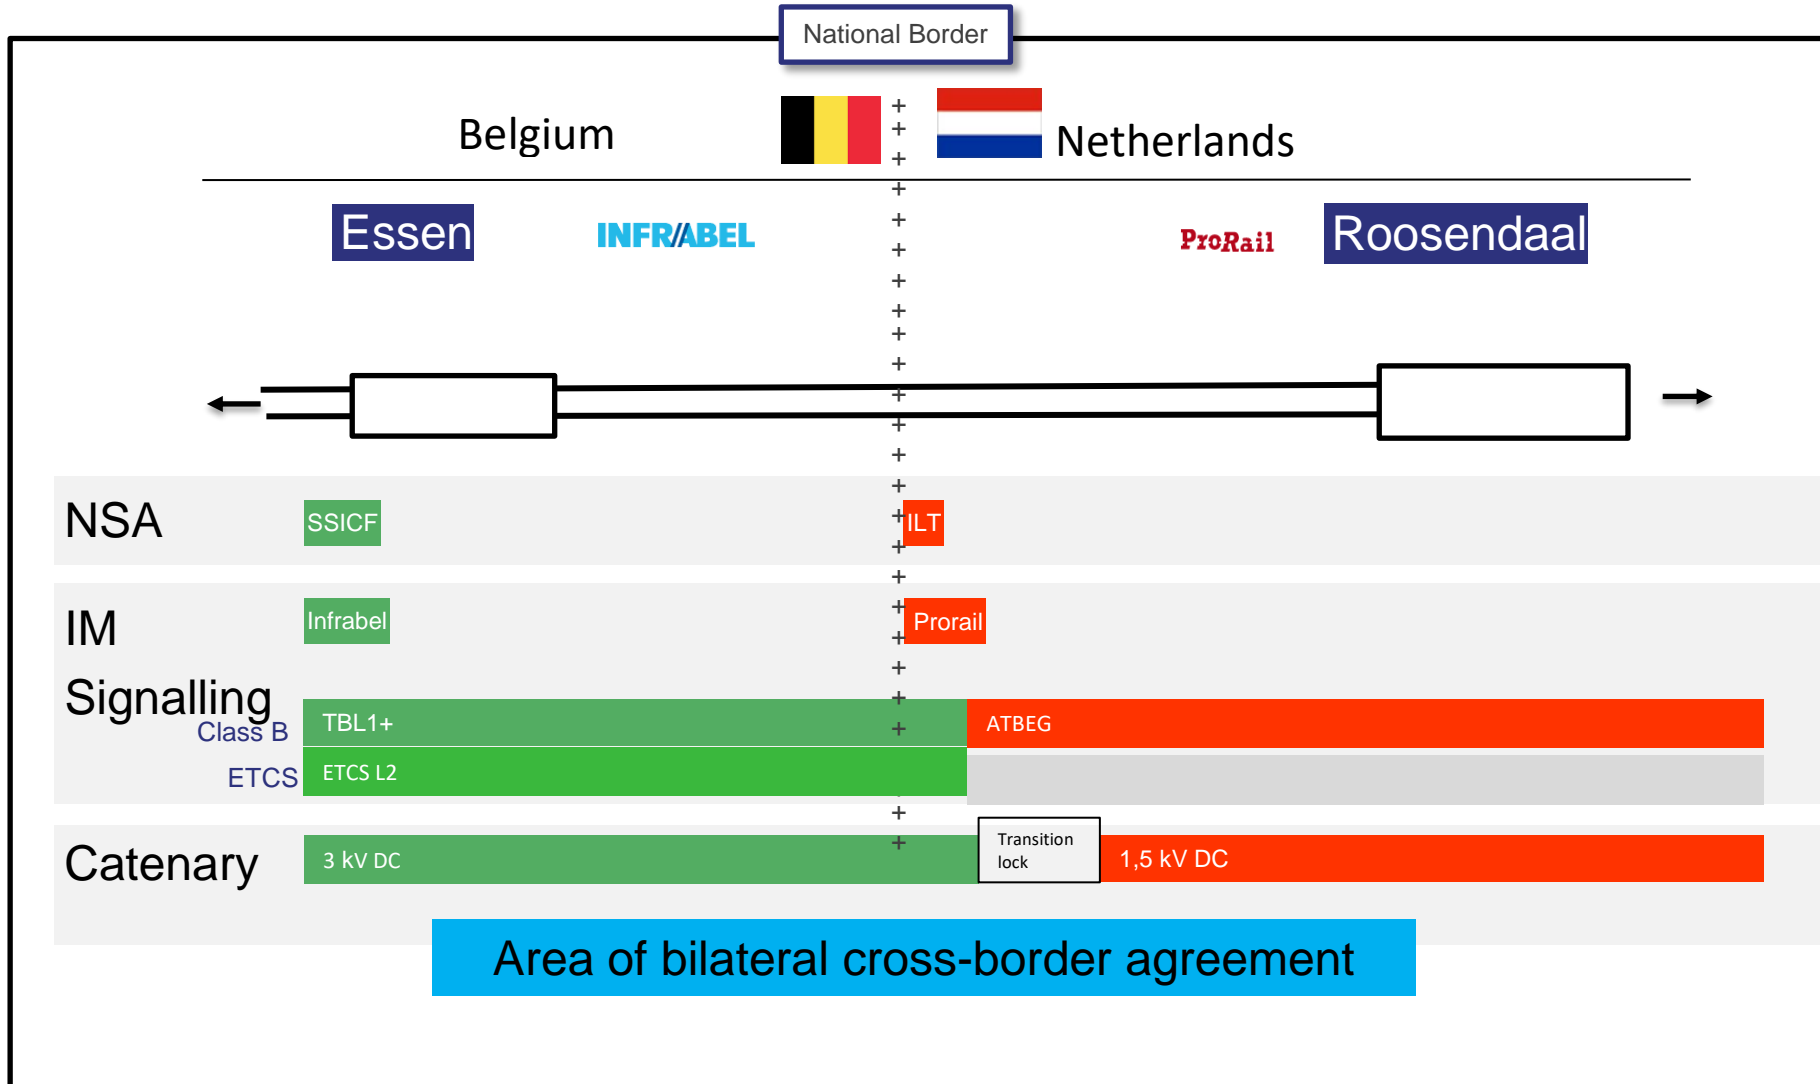 National Border
Belgium
Netherlands
Essen
INFRABEL
ProRail
Roosendaal
NSA
SSICF
ILT
IM
Infrabel
Prorail
Signalling
Class B
TBL1+
ATBEG
ETCS
ETCS L2
Catenary
3 kV DC
Transition
lock
1,5 kV DC
Area of bilateral cross-border agreement